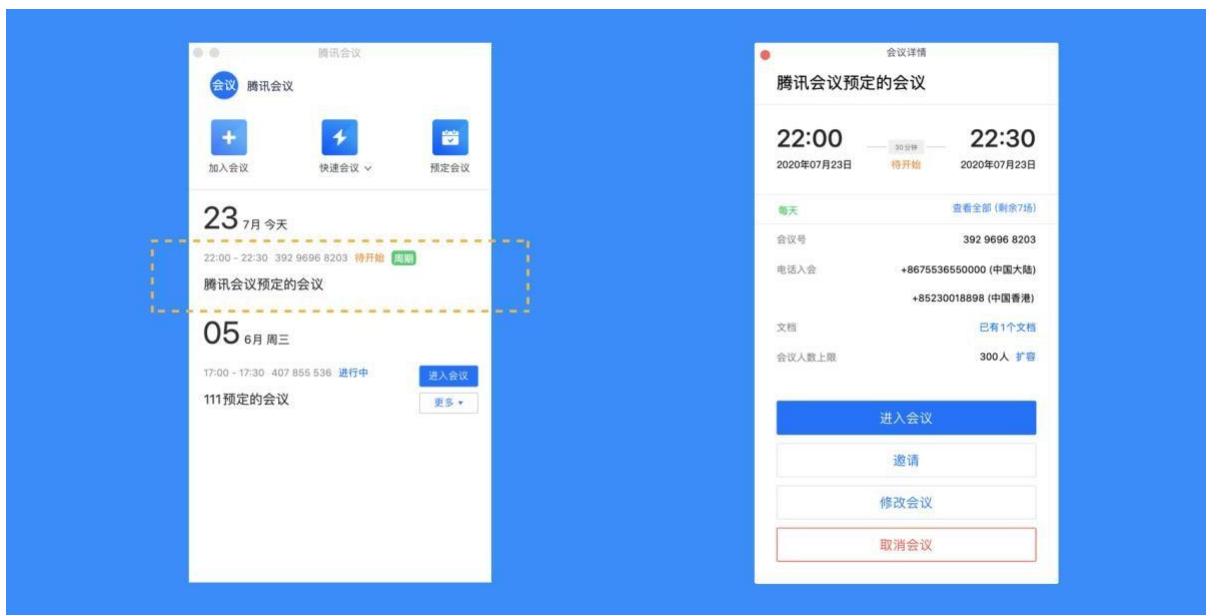 腾讯会议
会议 腾讯会议
加入会议 快速会议 预定会议
23 7月 今天
22:00 - 22:30 392 9696 8203 待开始 周期
腾讯会议预定的会议
05 6月 周三
17:00 - 17:30 407 855 536 进行中 进入会议
111预定的会议 更多
会议详情
腾讯会议预定的会议
22:00 30分钟 22:30
2020年07月23日 待开始 2020年07月23日
每天 查看全部 (剩余7场)
会议号 392 9696 8203
电话入会 +8675536550000 (中国大陆)
+85230018898 (中国香港)
文档 已有1个文档
会议人数上限 300人 扩容
进入会议
邀请
修改会议
取消会议